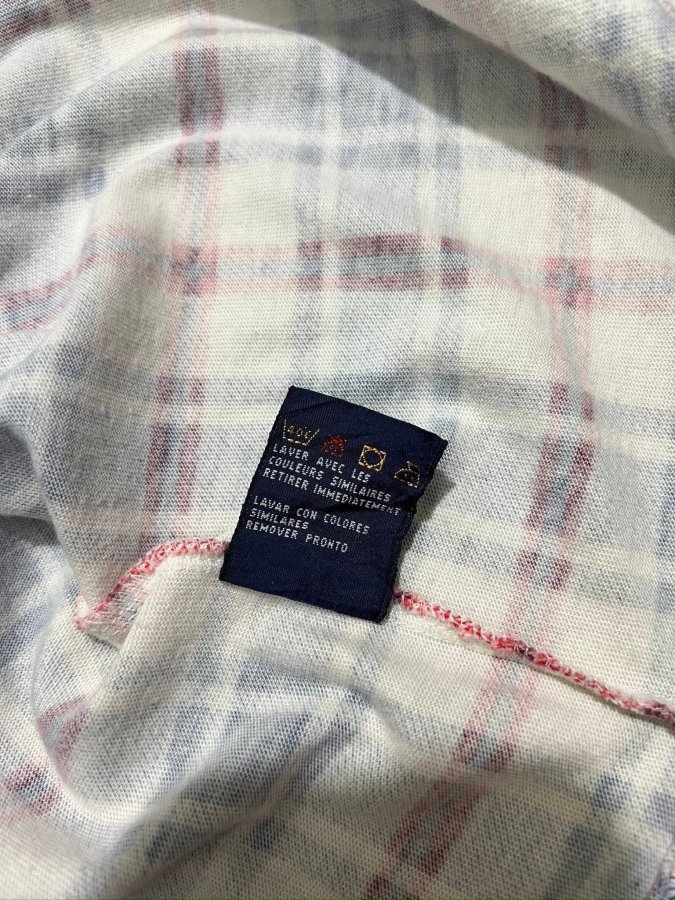 40°C
LAVER AVEC LES
COULEURS SIMILAIRES
RETIRER IMMEDIATEMENT
LAVAR CON COLORES
SIMILARES
REMOVER PRONTO